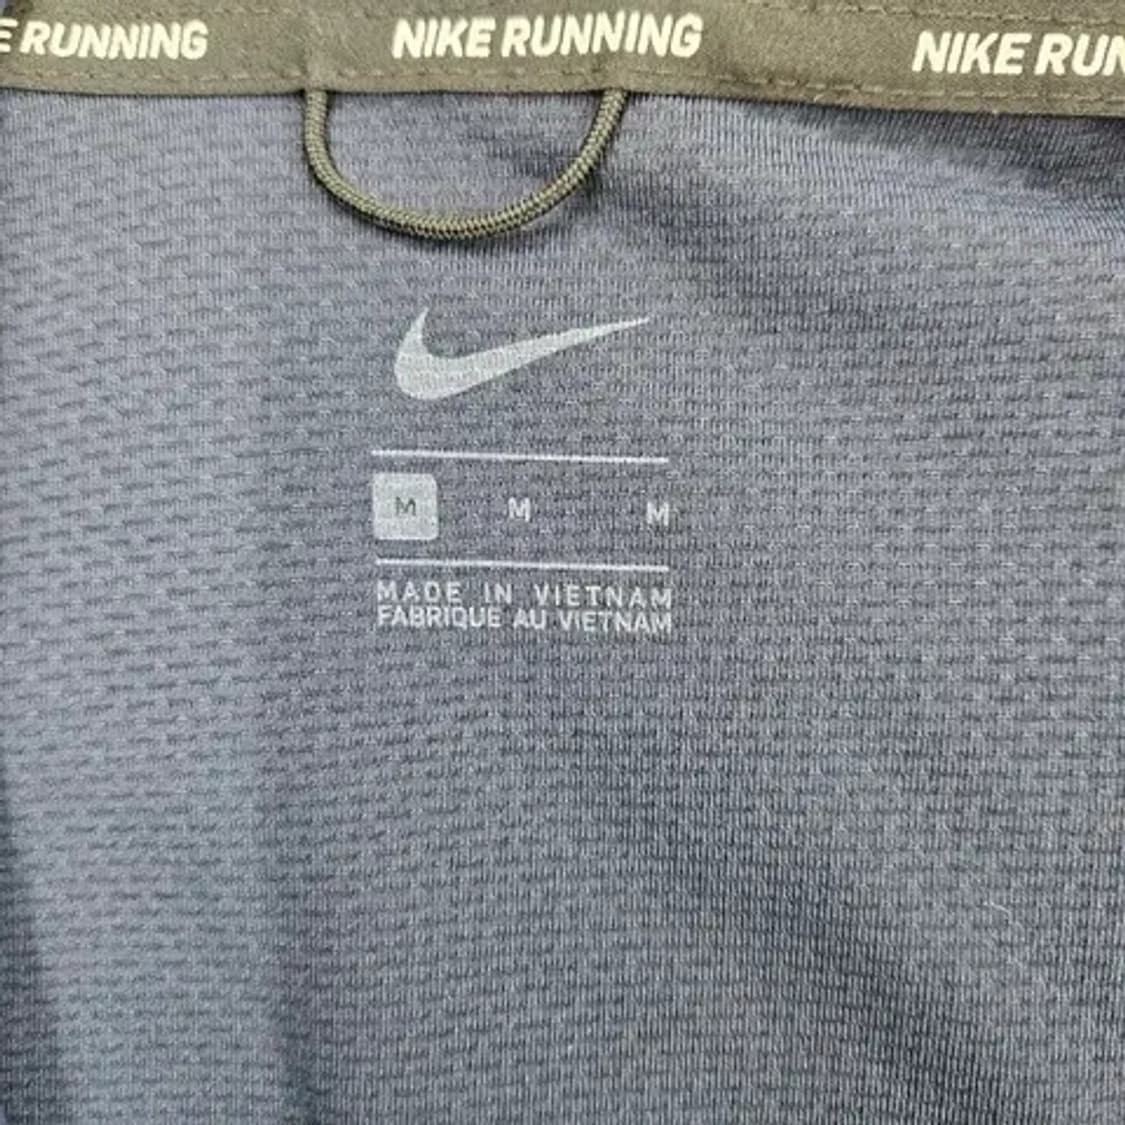 E RUNNING NIKE RUNNING NIKE RUN
M M M
MADE IN VIETNAM
FABRIQUE AU VIETNAM